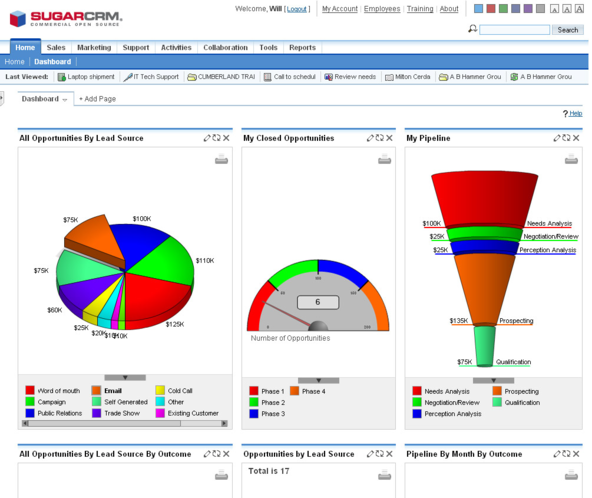 SUGARCRM.
COMMERCIAL OPEN SOURCE
Welcome, Will [ Logout ] My Account | Employees | Training | About
A A A
Search
Home Sales Marketing Support Activities Collaboration Tools Reports
Home Dashboard
Last Viewed: Laptop shipment IT Tech Support CUMBERLAND TRAI Call to schedul Review needs Milton Cerda A B Hammer Grou A B Hammer Grou
Dashboard + Add Page
? Help
All Opportunities By Lead Source
$75K
$100K
$110K
$75K
$60K
$25K
$20K
$10K
$125K
Word of mouth Email Cold Call
Campaign Self Generated Other
Public Relations Trade Show Existing Customer
My Closed Opportunities
6
Number of Opportunities
Phase 1 Phase 4
Phase 2
Phase 3
My Pipeline
$100K Needs Analysis
$25K Negotiation/Review
$25K Perception Analysis
$135K Prospecting
$75K Qualification
Needs Analysis Prospecting
Negotiation/Review Qualification
Perception Analysis
All Opportunities By Lead Source By Outcome
Opportunities by Lead Source
Total is 17
Pipeline By Month By Outcome